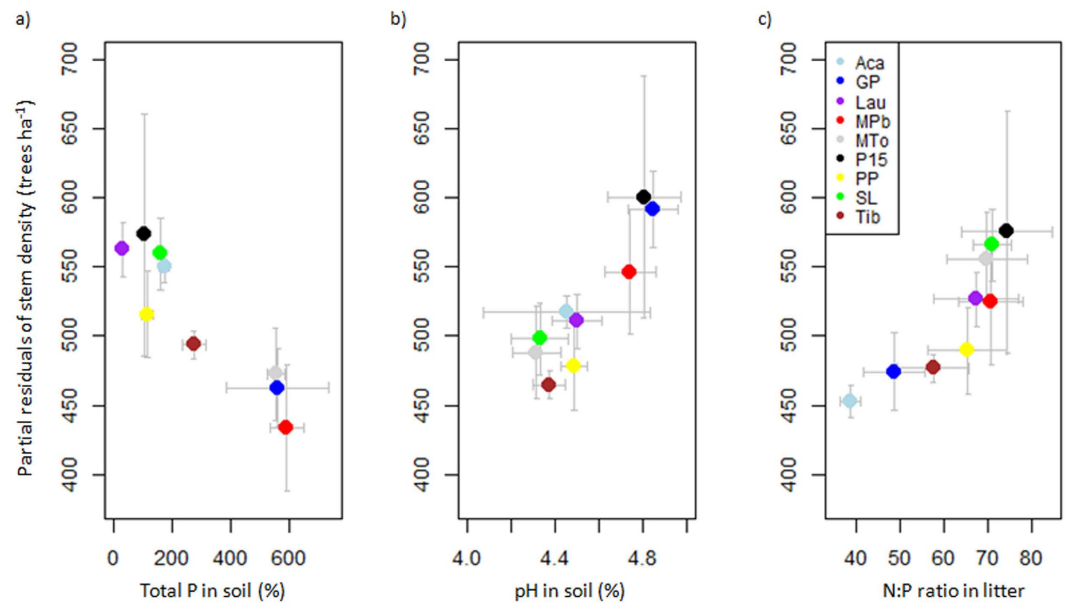 a)
b)
c)
Partial residuals of stem density (trees ha⁻¹)
700
650
600
550
500
450
400
0 200 400 600
Total P in soil (%)
700
650
600
550
500
450
400
4.0 4.4 4.8
pH in soil (%)
700
650
600
550
500
450
400
Aca
GP
Lau
MPb
MTo
P15
PP
SL
Tib
40 50 60 70 80
N:P ratio in litter